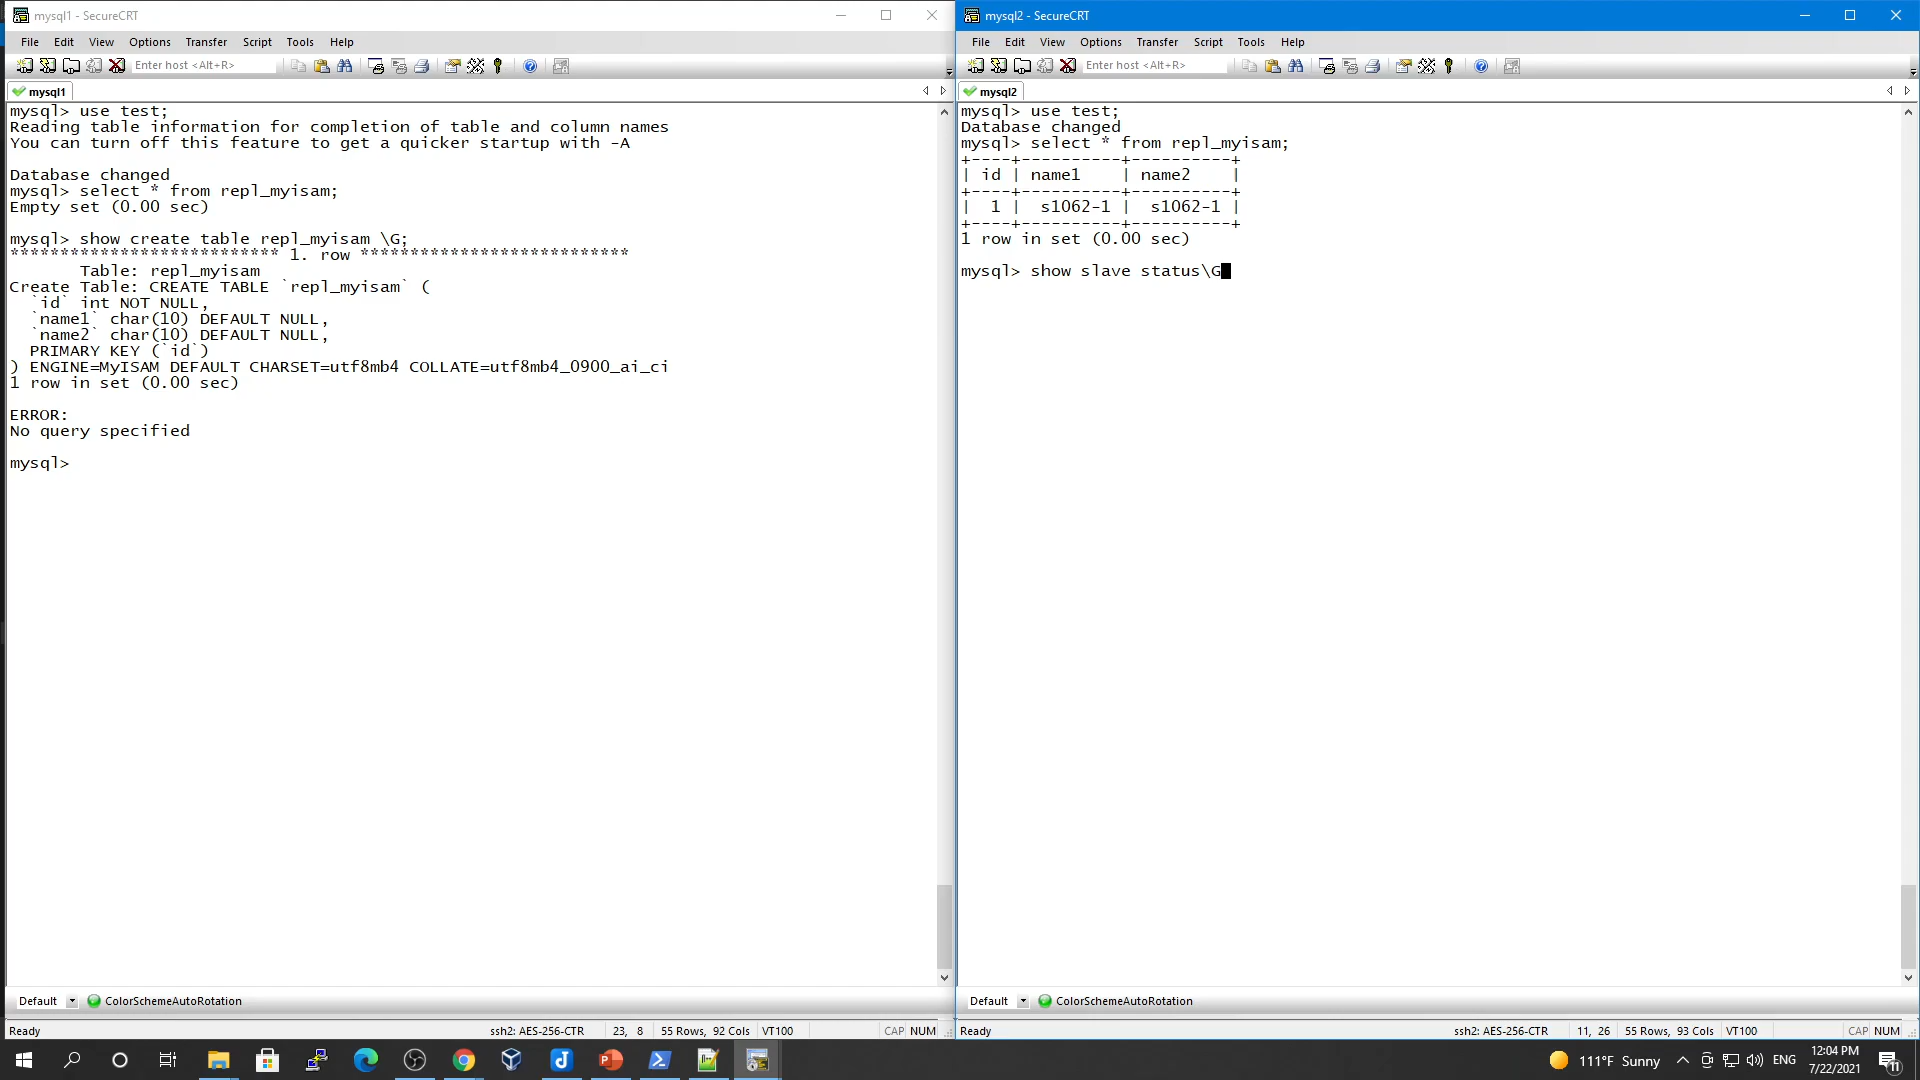 mysql1 - SecureCRT
File Edit View Options Transfer Script Tools Help
Enter host <Alt+R>
mysql1
mysql> use test;
Reading table information for completion of table and column names
You can turn off this feature to get a quicker startup with -A
Database changed
mysql> select * from repl_myisam;
Empty set (0.00 sec)
mysql> show create table repl_myisam \G;
*************************** 1. row ***************************
       Table: repl_myisam
Create Table: CREATE TABLE `repl_myisam` (
  `id` int NOT NULL,
  `name1` char(10) DEFAULT NULL,
  `name2` char(10) DEFAULT NULL,
  PRIMARY KEY (`id`)
) ENGINE=MyISAM DEFAULT CHARSET=utf8mb4 COLLATE=utf8mb4_0900_ai_ci
1 row in set (0.00 sec)
ERROR:
No query specified
mysql>
Default ColorSchemeAutoRotation
Ready ssh2: AES-256-CTR 23, 8 55 Rows, 92 Cols VT100 CAP NUM
mysql2 - SecureCRT
File Edit View Options Transfer Script Tools Help
Enter host <Alt+R>
mysql2
mysql> use test;
Database changed
mysql> select * from repl_myisam;
+----+----------+----------+
| id | name1    | name2    |
+----+----------+----------+
|  1 |  s1062-1 |  s1062-1 |
+----+----------+----------+
1 row in set (0.00 sec)
mysql> show slave status\G
Default ColorSchemeAutoRotation
Ready ssh2: AES-256-CTR 11, 26 55 Rows, 93 Cols VT100 CAP NUM
111°F Sunny ENG
12:04 PM
7/22/2021
11